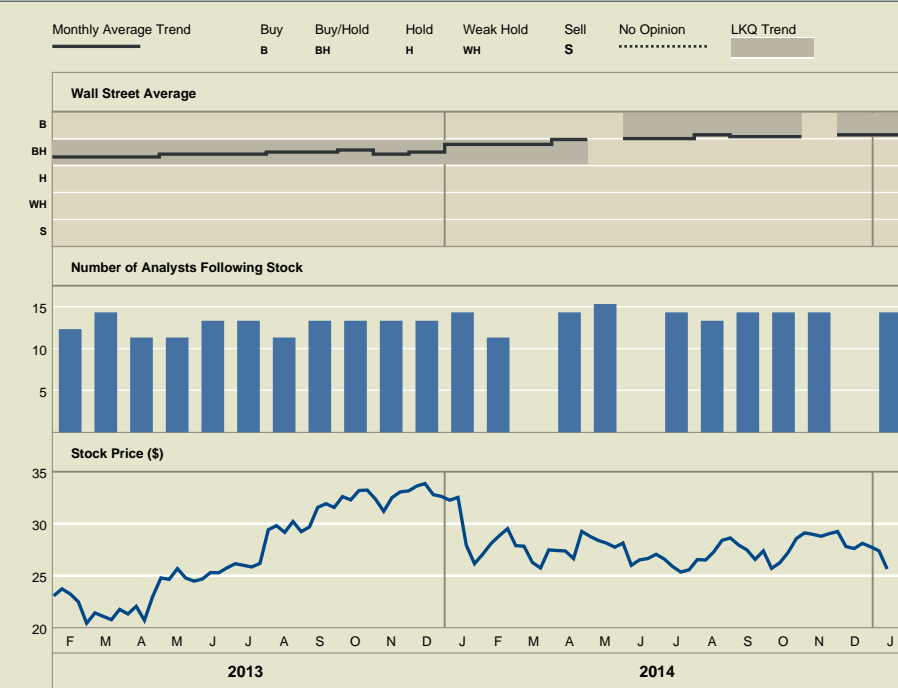 Monthly Average Trend Buy Buy/Hold Hold Weak Hold Sell No Opinion LKQ Trend
B BH H WH S
Wall Street Average
B
BH
H
WH
S
Number of Analysts Following Stock
15
10
5
Stock Price ($)
35
30
25
20
F M A M J J A S O N D J F M A M J J A S O N D J
2013 2014